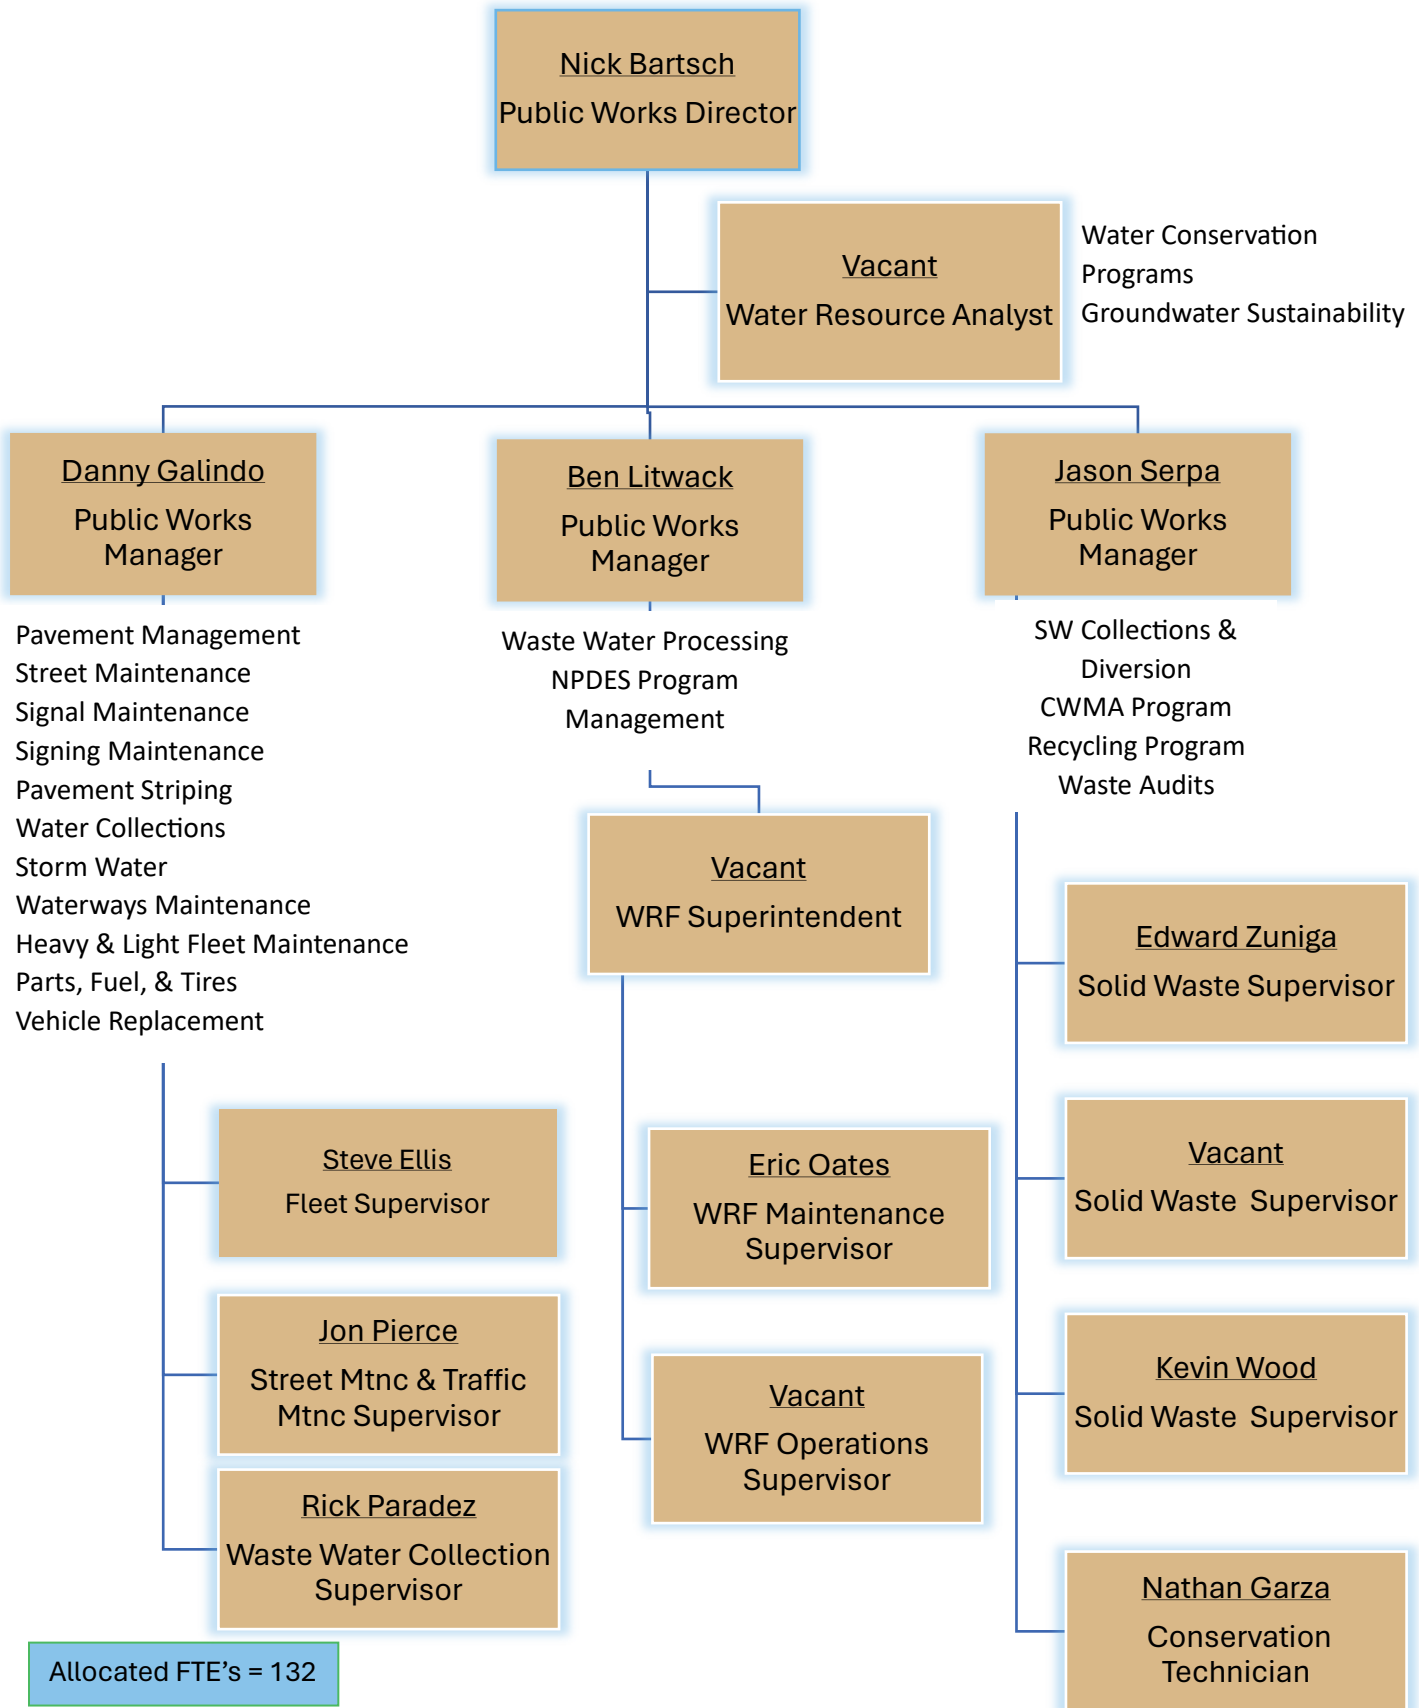 Nick Bartsch
Public Works Director
Vacant
Water Resource Analyst
Water Conservation
Programs
Groundwater Sustainability
Danny Galindo
Public Works
Manager
Pavement Management
Street Maintenance
Signal Maintenance
Signing Maintenance
Pavement Striping
Water Collections
Storm Water
Waterways Maintenance
Heavy & Light Fleet Maintenance
Parts, Fuel, & Tires
Vehicle Replacement
Steve Ellis
Fleet Supervisor
Jon Pierce
Street Mtnc & Traffic
Mtnc Supervisor
Rick Paradez
Waste Water Collection
Supervisor
Ben Litwack
Public Works
Manager
Waste Water Processing
NPDES Program
Management
Vacant
WRF Superintendent
Eric Oates
WRF Maintenance
Supervisor
Vacant
WRF Operations
Supervisor
Jason Serpa
Public Works
Manager
SW Collections &
Diversion
CWMA Program
Recycling Program
Waste Audits
Edward Zuniga
Solid Waste Supervisor
Vacant
Solid Waste  Supervisor
Kevin Wood
Solid Waste  Supervisor
Nathan Garza
Conservation
Technician
Allocated FTE’s = 132